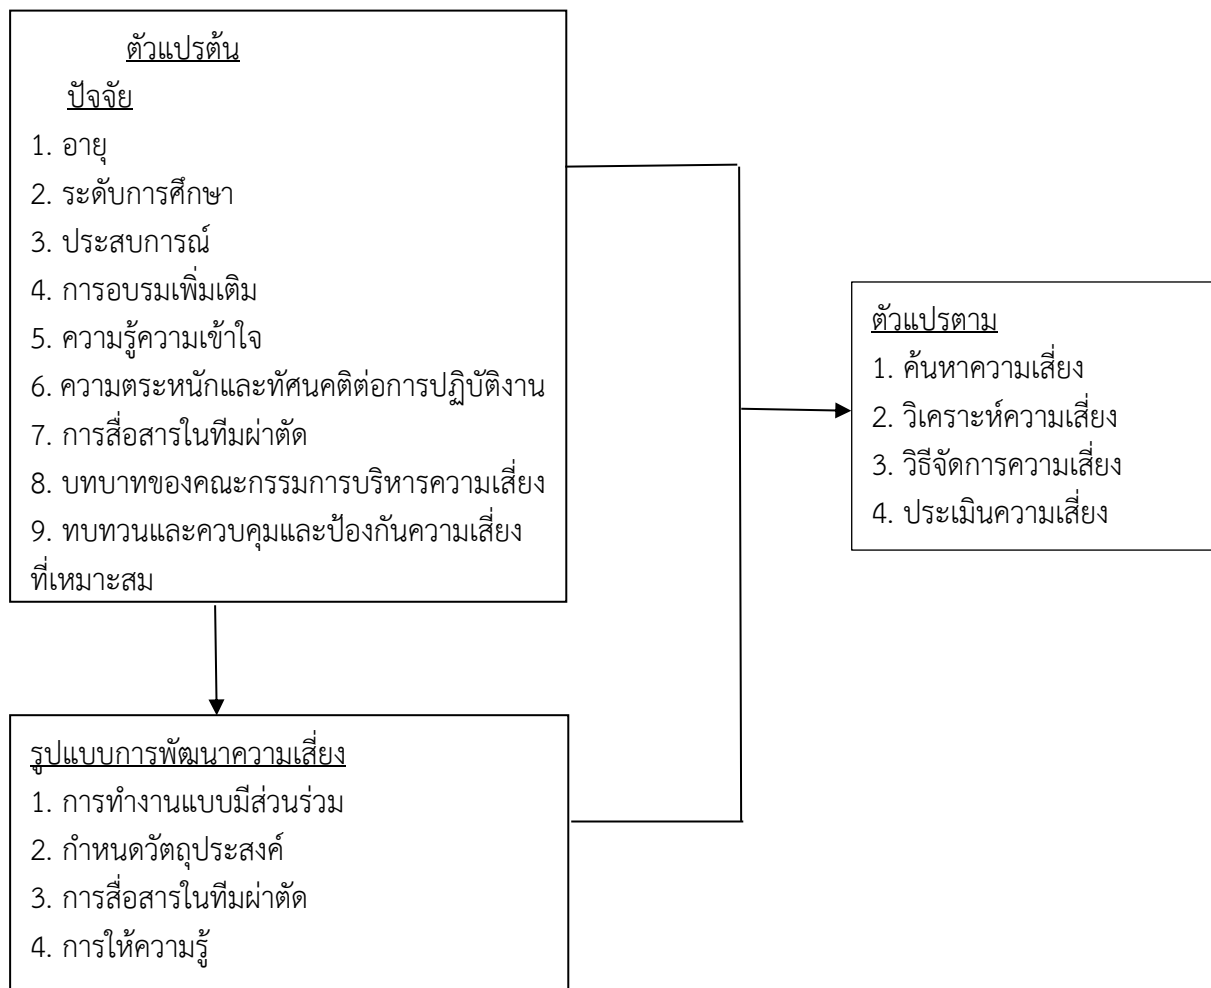 ตัวแปรต้น
ปัจจัย
1. อายุ
2. ระดับการศึกษา
3. ประสบการณ์
4. การอบรมเพิ่มเติม
5. ความรู้ความเข้าใจ
6. ความตระหนักและทัศนคติต่อการปฏิบัติงาน
7. การสื่อสารในทีมผ่าตัด
8. บทบาทของคณะกรรมการบริหารความเสี่ยง
9. ทบทวนและควบคุมและป้องกันความเสี่ยง
ที่เหมาะสม
ตัวแปรตาม
1. ค้นหาความเสี่ยง
2. วิเคราะห์ความเสี่ยง
3. วิธีจัดการความเสี่ยง
4. ประเมินความเสี่ยง
รูปแบบการพัฒนาความเสี่ยง
1. การทำงานแบบมีส่วนร่วม
2. กำหนดวัตถุประสงค์
3. การสื่อสารในทีมผ่าตัด
4. การให้ความรู้